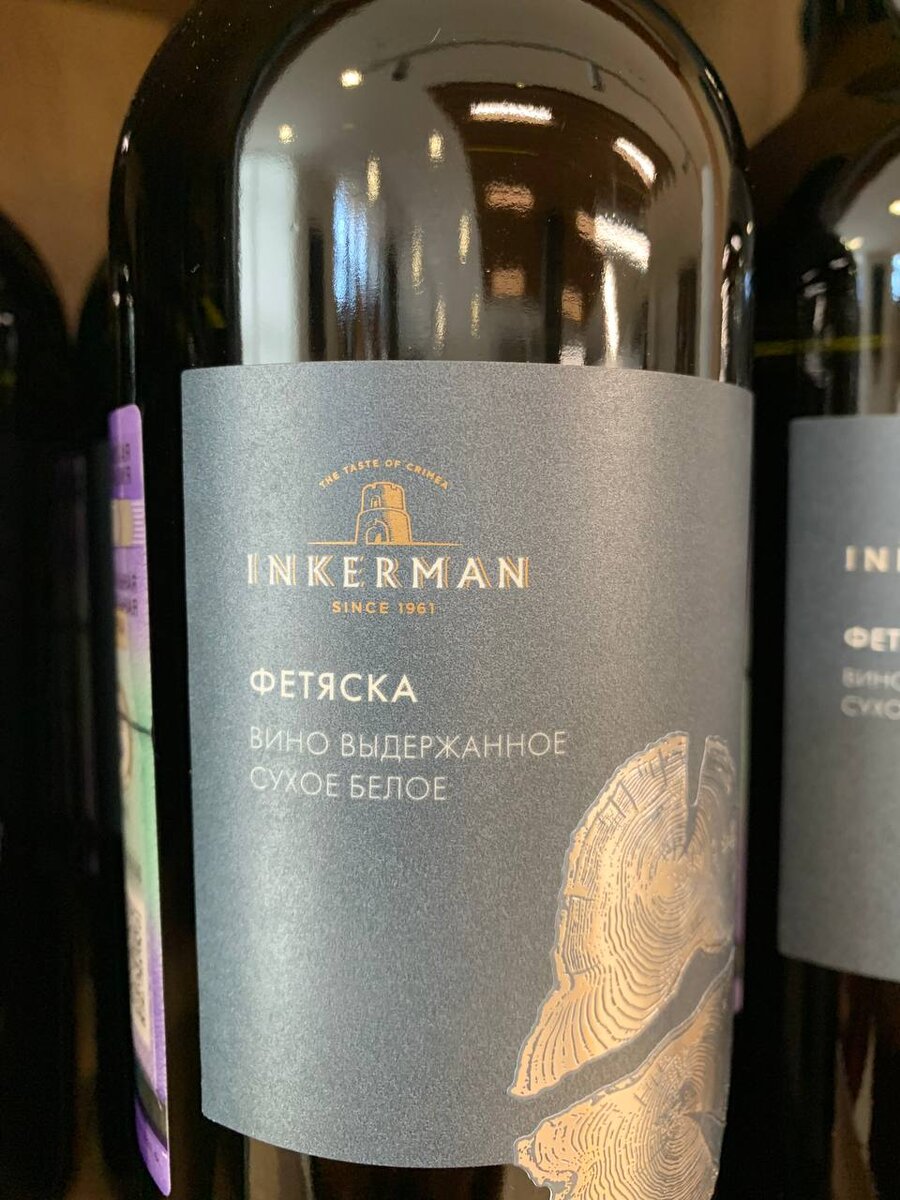 THE TASTE OF CRIMEA
INKERMAN
SINCE 1961
ФЕТЯСКА
ВИНО ВЫДЕРЖАННОЕ
СУХОЕ БЕЛОЕ